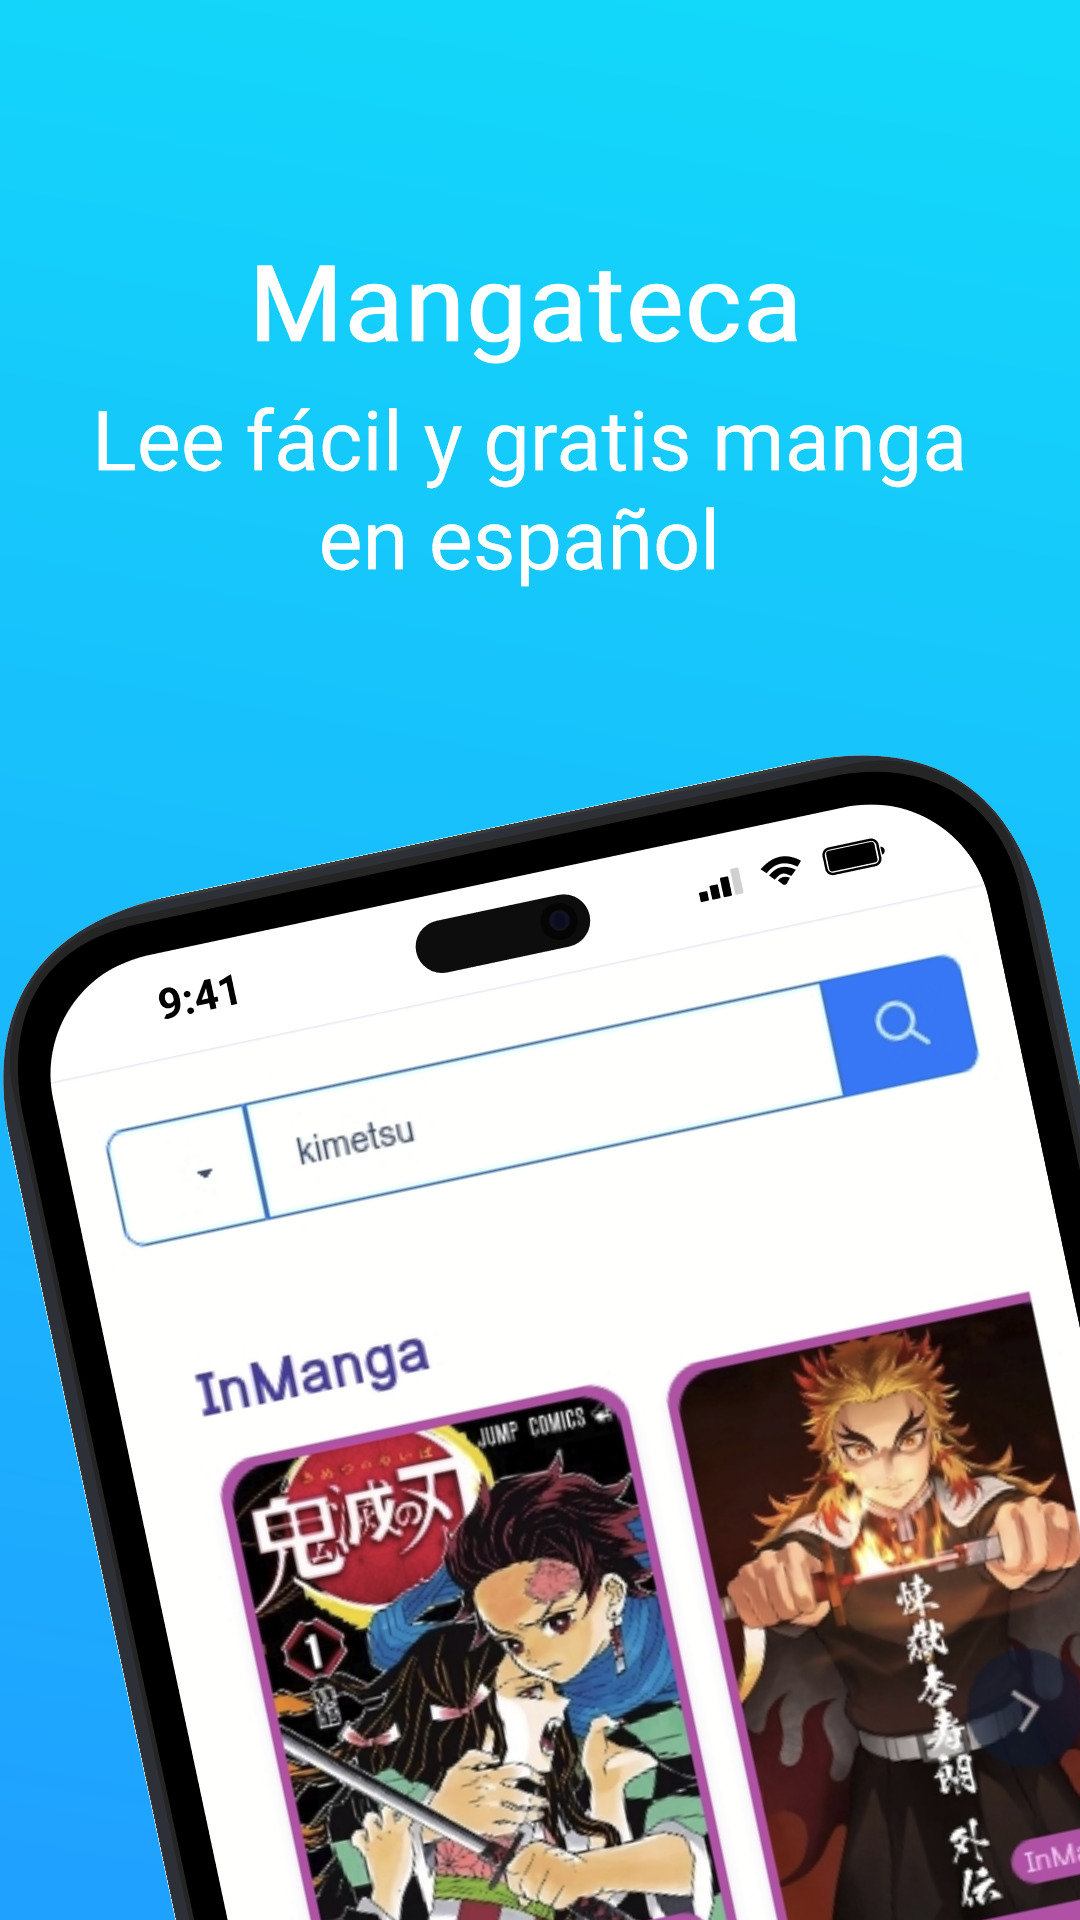 Mangateca
Lee fácil y gratis manga
en español
9:41
kimetsu
InManga
JUMP COMICS
きめつのやいば
鬼滅の刃
1
煉獄杏寿郎 外伝